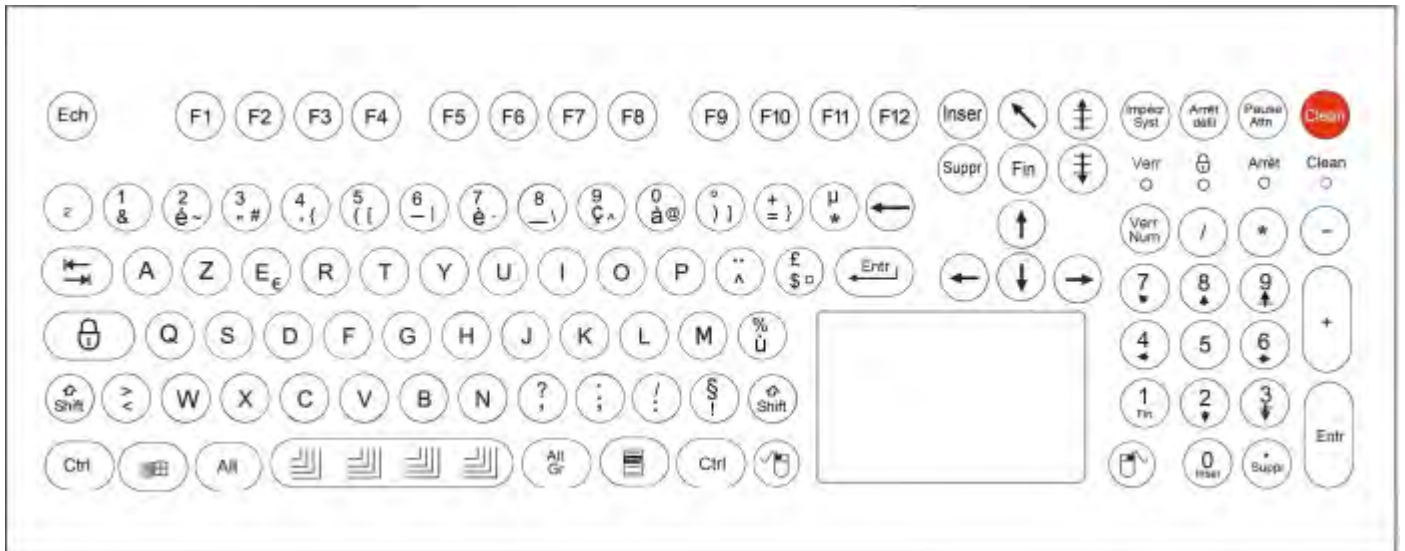 Ech F1 F2 F3 F4 F5 F6 F7 F8 F9 F10 F11 F12 Inser Impécr Syst Arrêt défil Pause Attn Clean
Suppr Fin Verr Arrêt Clean
² 1 & 2 é ~ 3 " # 4 ' { 5 ( [ 6 - | 7 è ` 8 _ \ 9 ç ^ 0 à @ ° ) ] + = } µ *
Verr Num / * -
A Z E € R T Y U I O P ¨ ^ £ $ ¤ Entr 7 8 9 +
Q S D F G H J K L M % ù 4 5 6
Shift > < W X C V B N ? , . ; / : § ! Shift 1 Fin 2 3 Entr
Ctrl Alt Alt Gr Ctrl 0 Inser . Suppr